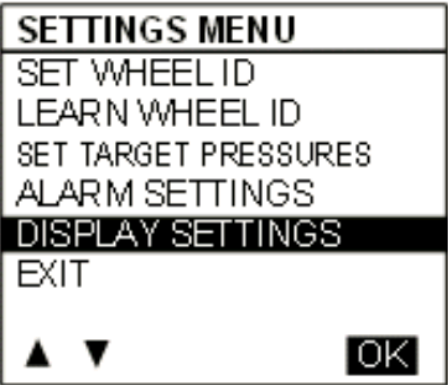 SETTINGS MENU
SET WHEEL ID
LEARN WHEEL ID
SET TARGET PRESSURES
ALARM SETTINGS
DISPLAY SETTINGS
EXIT
▲ ▼ OK